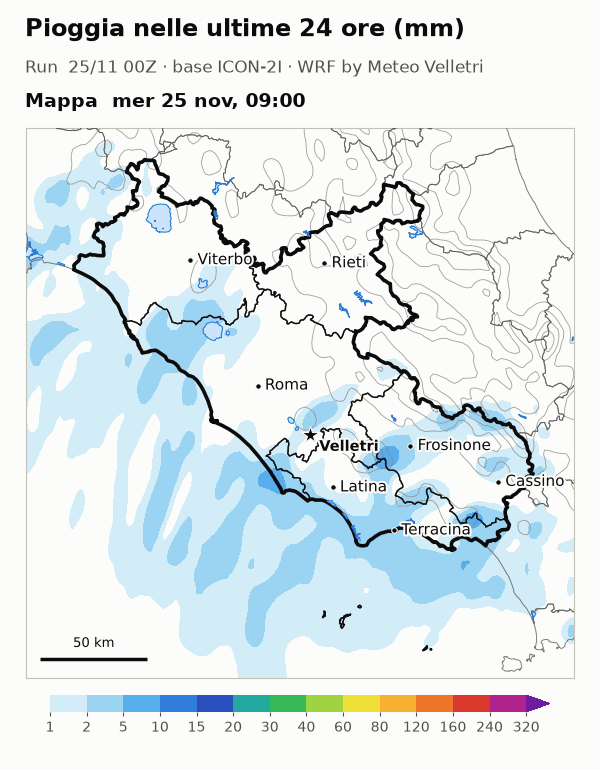 Pioggia nelle ultime 24 ore (mm)
Run  25/11 00Z · base ICON-2I · WRF by Meteo Velletri
Mappa  mer 25 nov, 09:00
Viterbo
Rieti
Roma
Velletri
Frosinone
Cassino
Latina
Terracina
50 km
1 2 5 10 15 20 30 40 60 80 120 160 240 320